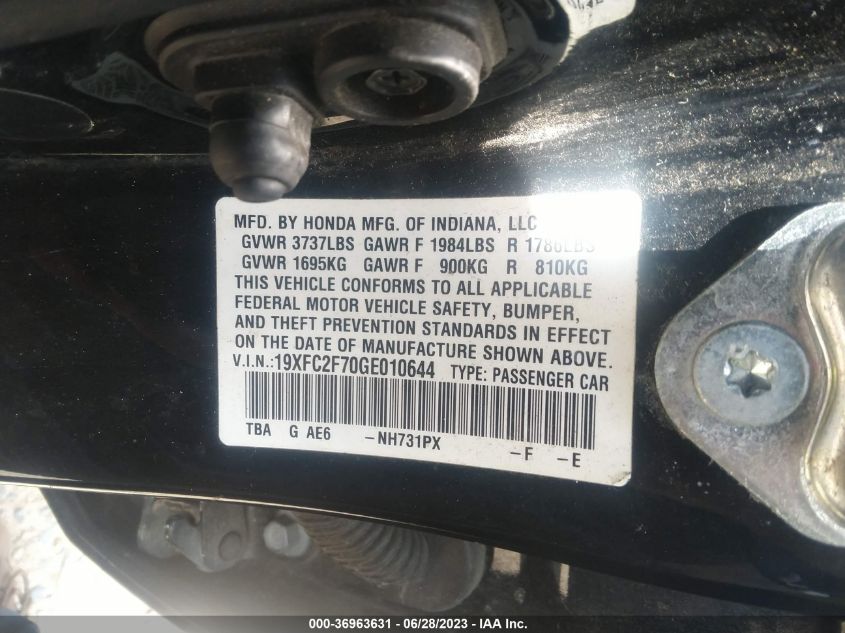 MFD. BY HONDA MFG. OF INDIANA, LLC
GVWR 3737LBS GAWR F 1984LBS R 1786LBS
GVWR 1695KG GAWR F 900KG R 810KG
THIS VEHICLE CONFORMS TO ALL APPLICABLE
FEDERAL MOTOR VEHICLE SAFETY, BUMPER,
AND THEFT PREVENTION STANDARDS IN EFFECT
ON THE DATE OF MANUFACTURE SHOWN ABOVE.
V.I.N.:19XFC2F70GE010644 TYPE: PASSENGER CAR
TBA G AE6 -NH731PX -F -E
000-36963631 - 06/28/2023 - IAA Inc.